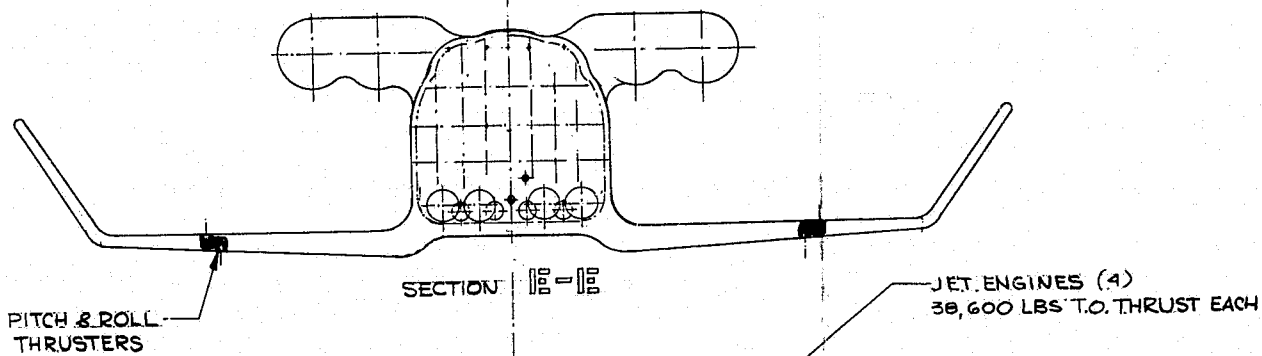 SECTION E-E
JET ENGINES (4)
38,600 LBS T.O. THRUST EACH
PITCH & ROLL
THRUSTERS